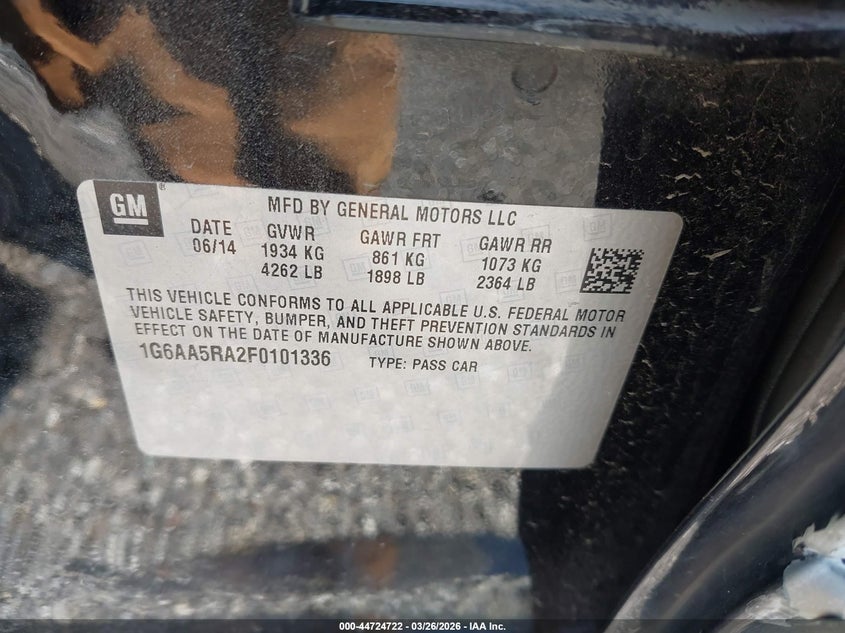 GM ®
MFD BY GENERAL MOTORS LLC
DATE GVWR GAWR FRT GAWR RR
06/14 1934 KG 861 KG 1073 KG
4262 LB 1898 LB 2364 LB
THIS VEHICLE CONFORMS TO ALL APPLICABLE U.S. FEDERAL MOTOR
VEHICLE SAFETY, BUMPER, AND THEFT PREVENTION STANDARDS IN
EFFECT ON THE DATE OF MANUFACTURE SHOWN ABOVE.
1G6AA5RA2F0101336 TYPE: PASS CAR
000-44724722 | 03/26/2026 - IAA Inc.